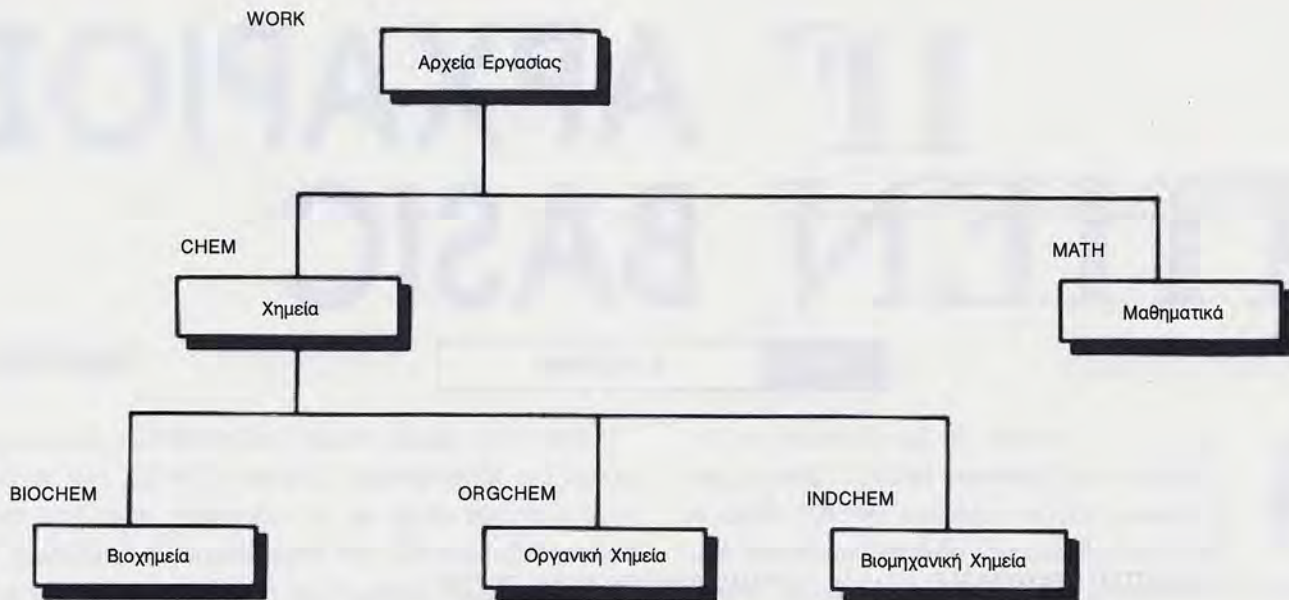 WORK
Αρχεία Εργασίας
CHEM
Χημεία
MATH
Μαθηματικά
BIOCHEM
Βιοχημεία
ORGCHEM
Οργανική Χημεία
INDCHEM
Βιομηχανική Χημεία